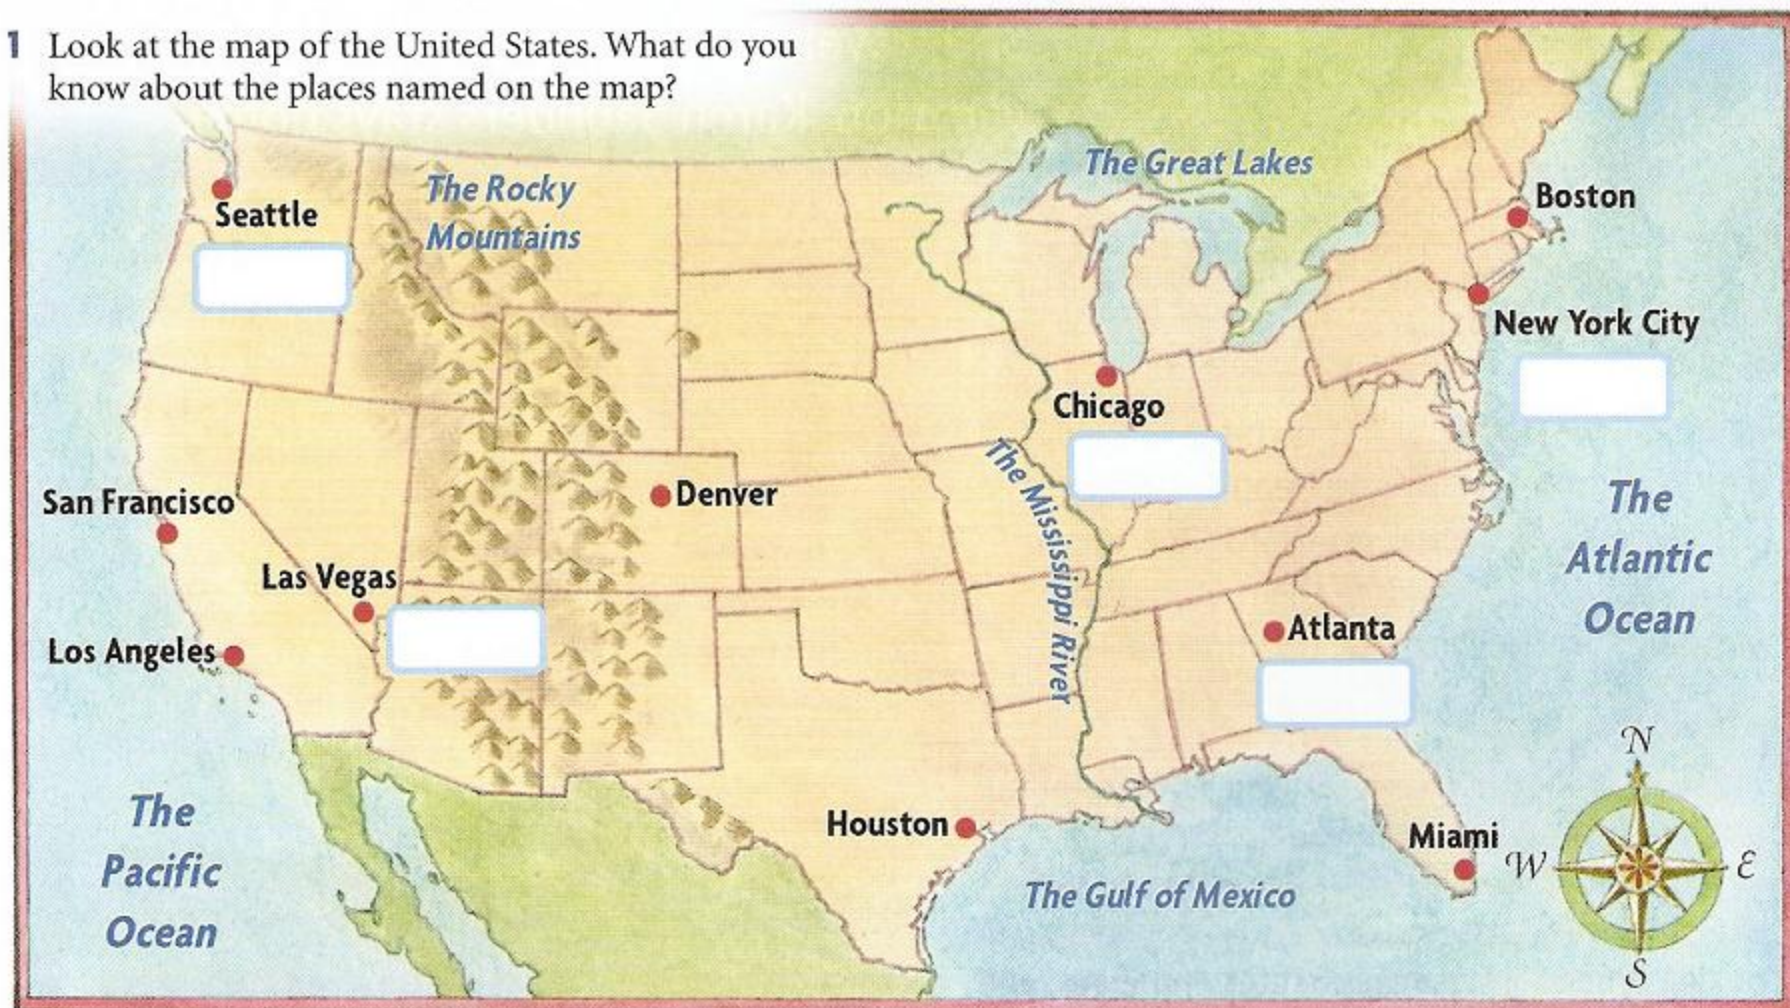 1 Look at the map of the United States. What do you
know about the places named on the map?
The Rocky
Mountains
The Great Lakes
Seattle
Boston
New York City
Chicago
The Mississippi River
San Francisco
Denver
The
Atlantic
Ocean
Las Vegas
Los Angeles
Atlanta
N
The
Pacific
Ocean
Houston
Miami
W
E
The Gulf of Mexico
S